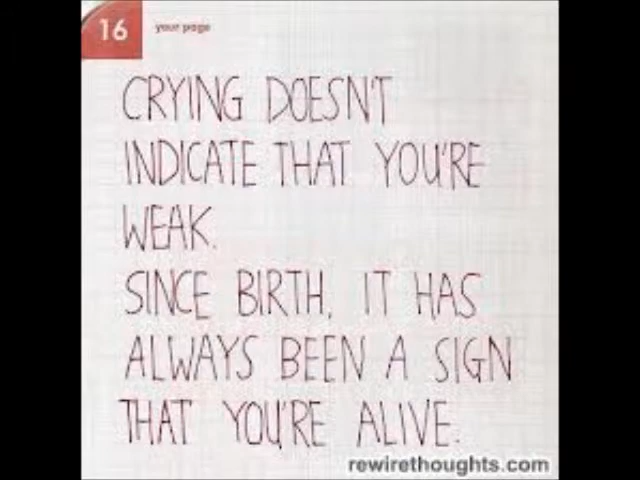 16 your page
CRYING DOESN'T
INDICATE THAT YOU'RE
WEAK.
SINCE BIRTH, IT HAS
ALWAYS BEEN A SIGN
THAT YOU'RE ALIVE.
rewirethoughts.com